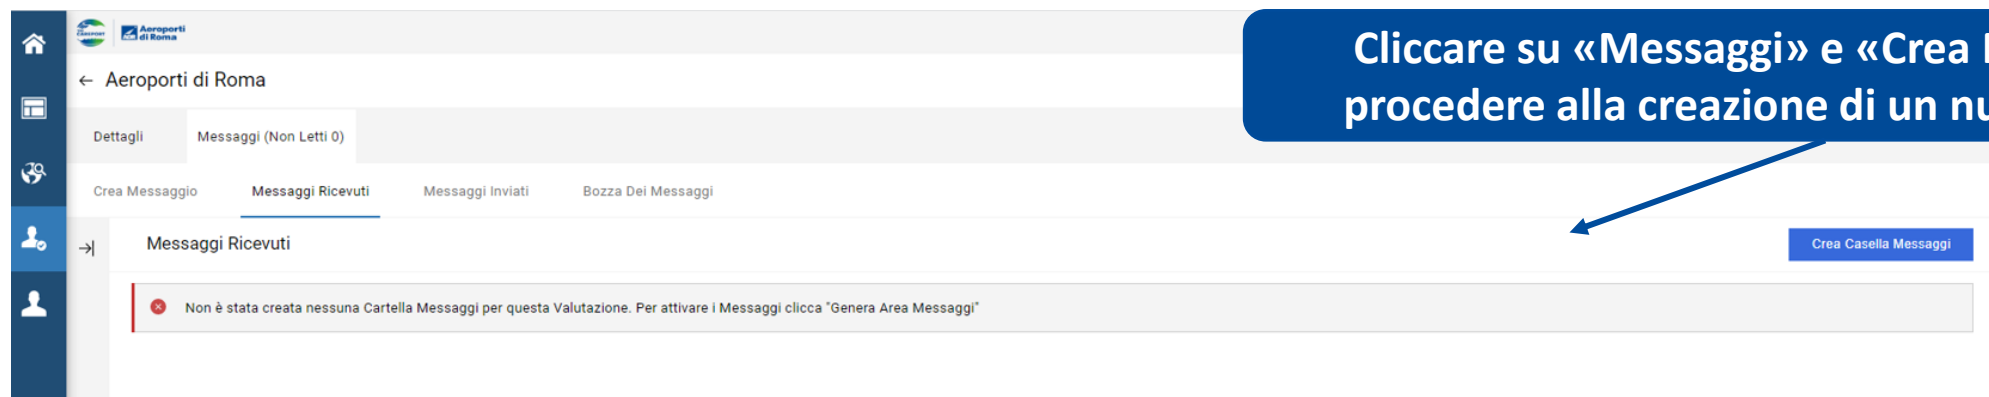 Aeroporti
di Roma
Cliccare su «Messaggi» e «Crea
procedere alla creazione di un
← Aeroporti di Roma
Dettagli Messaggi (Non Letti 0)
Crea Messaggio Messaggi Ricevuti Messaggi Inviati Bozza Dei Messaggi
Messaggi Ricevuti
Crea Casella Messaggi
Non è stata creata nessuna Cartella Messaggi per questa Valutazione. Per attivare i Messaggi clicca "Genera Area Messaggi"